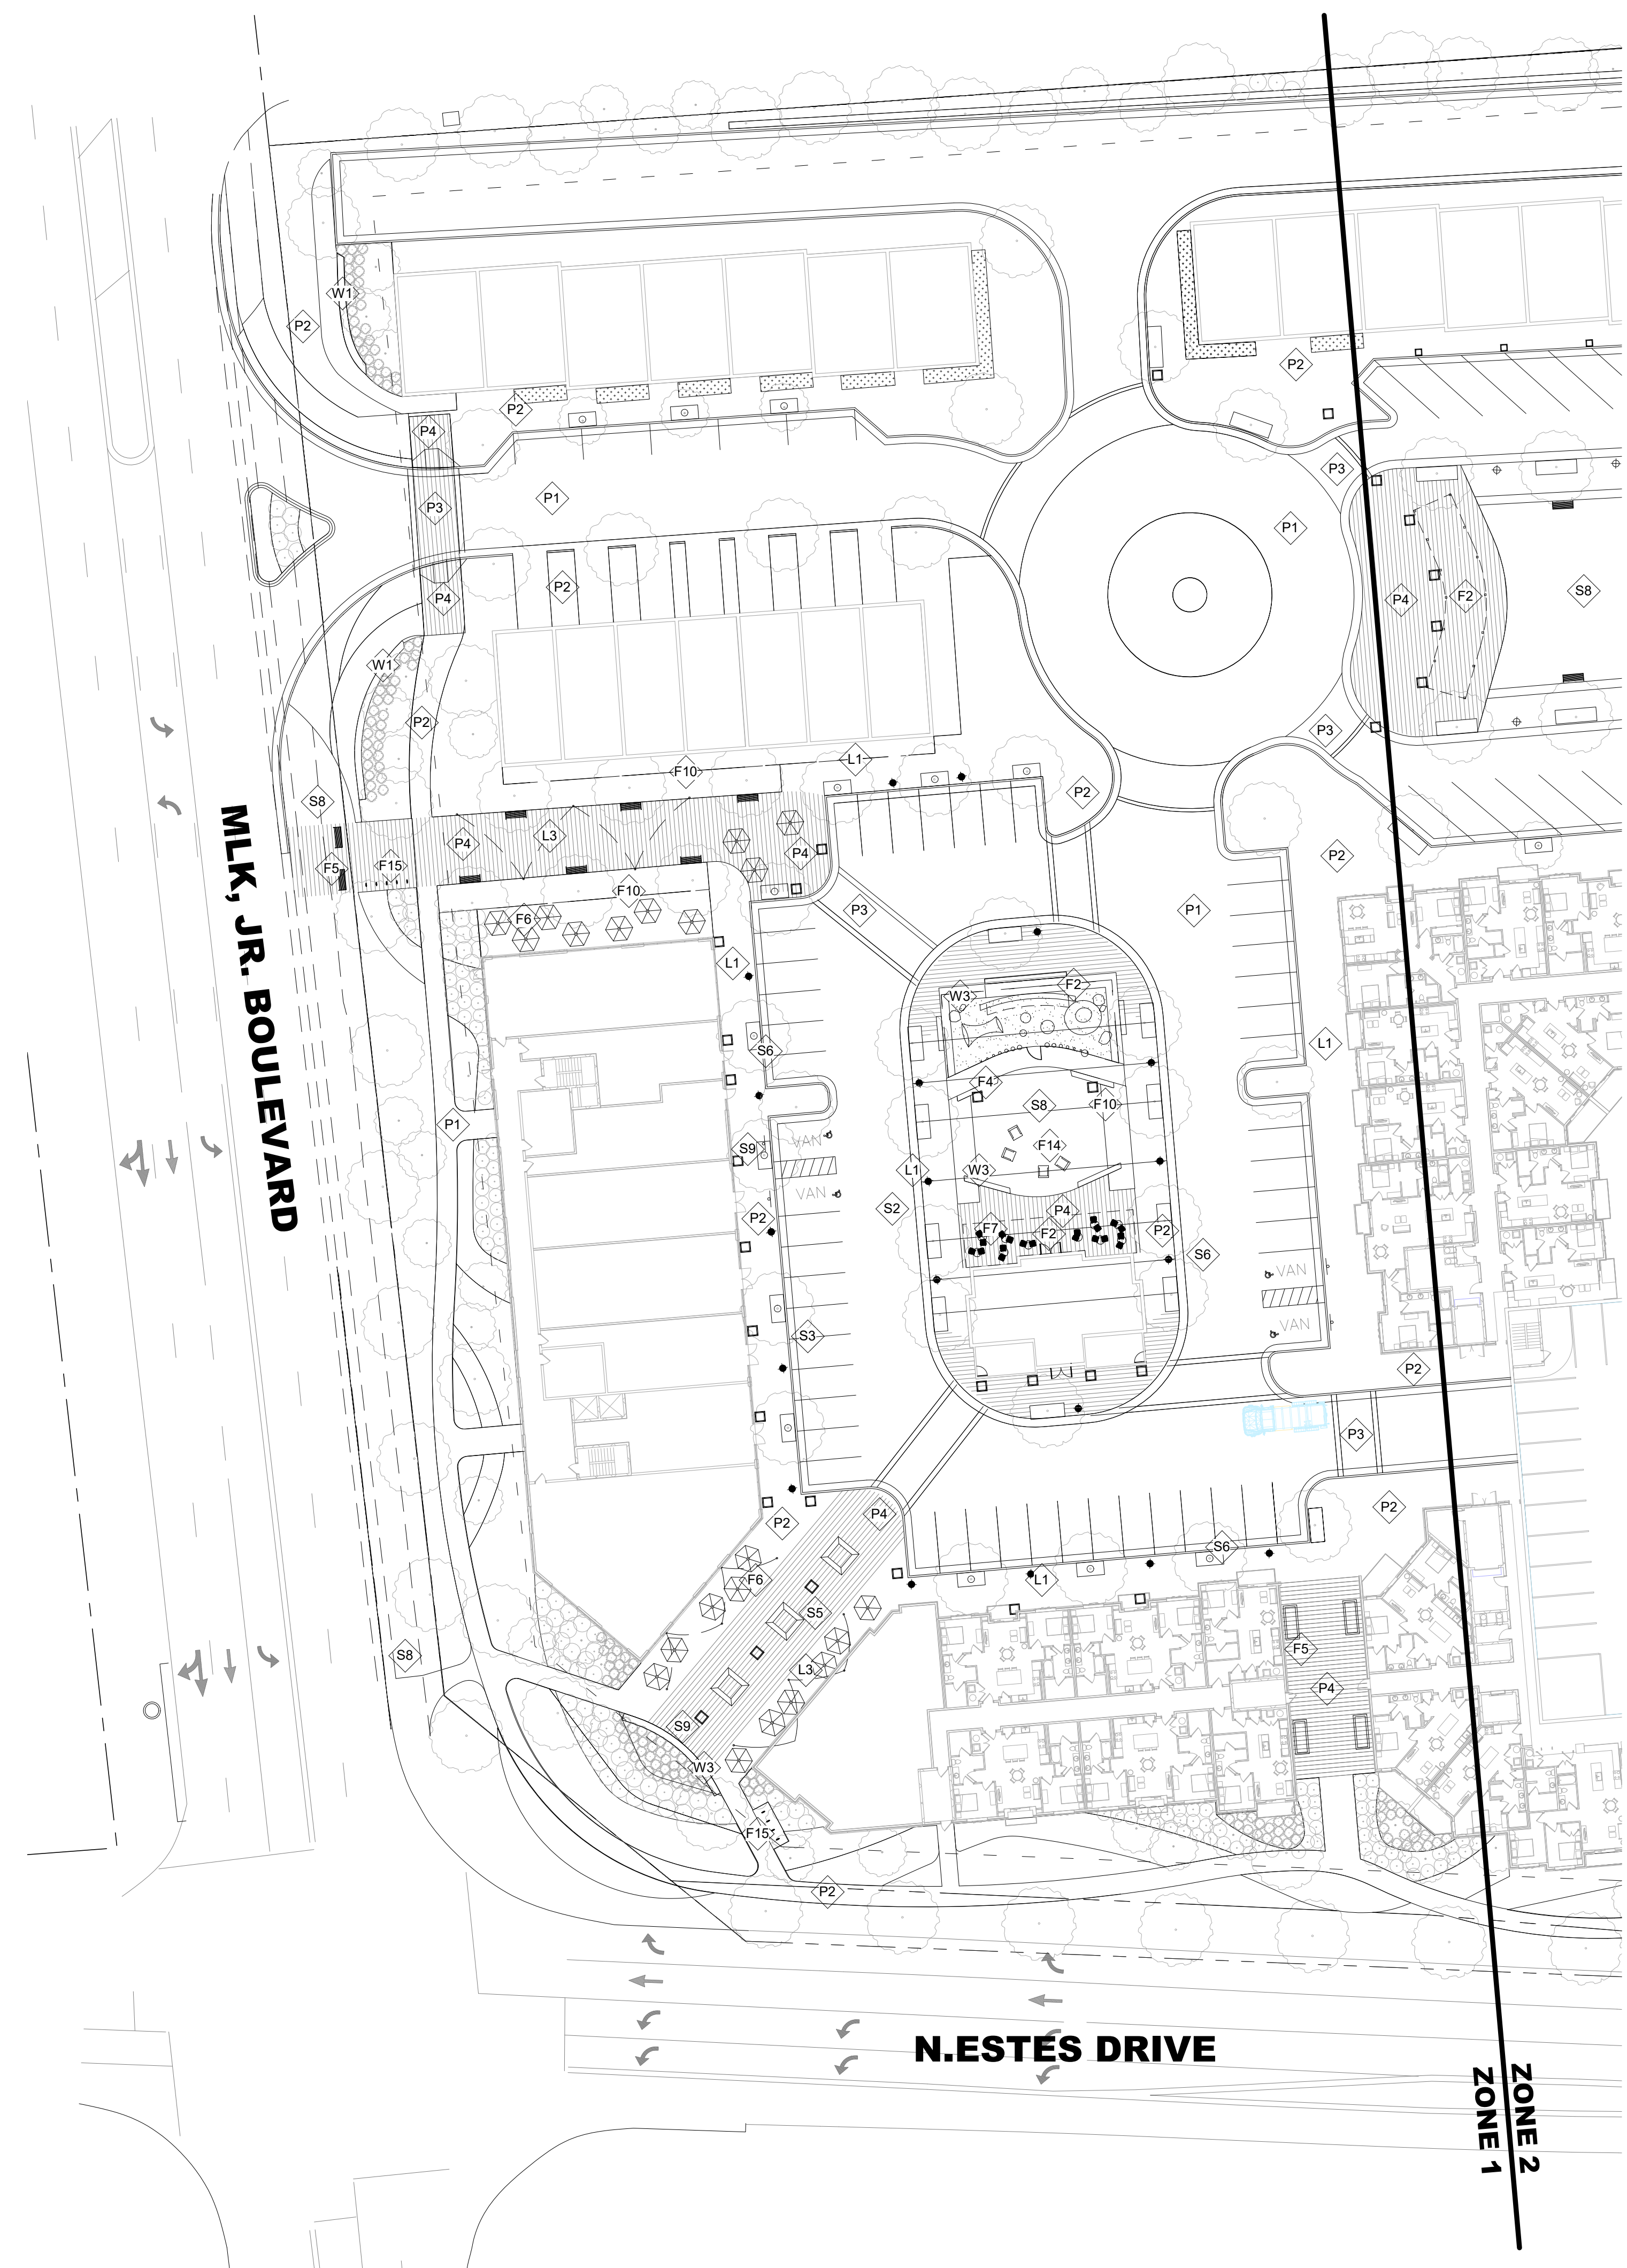 W1
P2
P2
P2
P4
P3
P3
P1
P1
P2
P4
P4
F2
S8
W1
P2
P3
L1
F10
P2
S8
L3
P4
P4
P2
F5
F15
F10
F6
P3
P1
MLK, JR. BOULEVARD
L1
F2
W3
L1
S6
F4
S8
F10
P1
VAN
S9
F14
W3
L1
VAN
S2
P4
P2
P2
F7
F2
S6
VAN
VAN
S3
P2
P3
P2
P4
P2
S6
F6
L1
S5
F5
S8
L3
P4
S9
W3
F15
P2
N.ESTES DRIVE
ZONE 1
ZONE 2